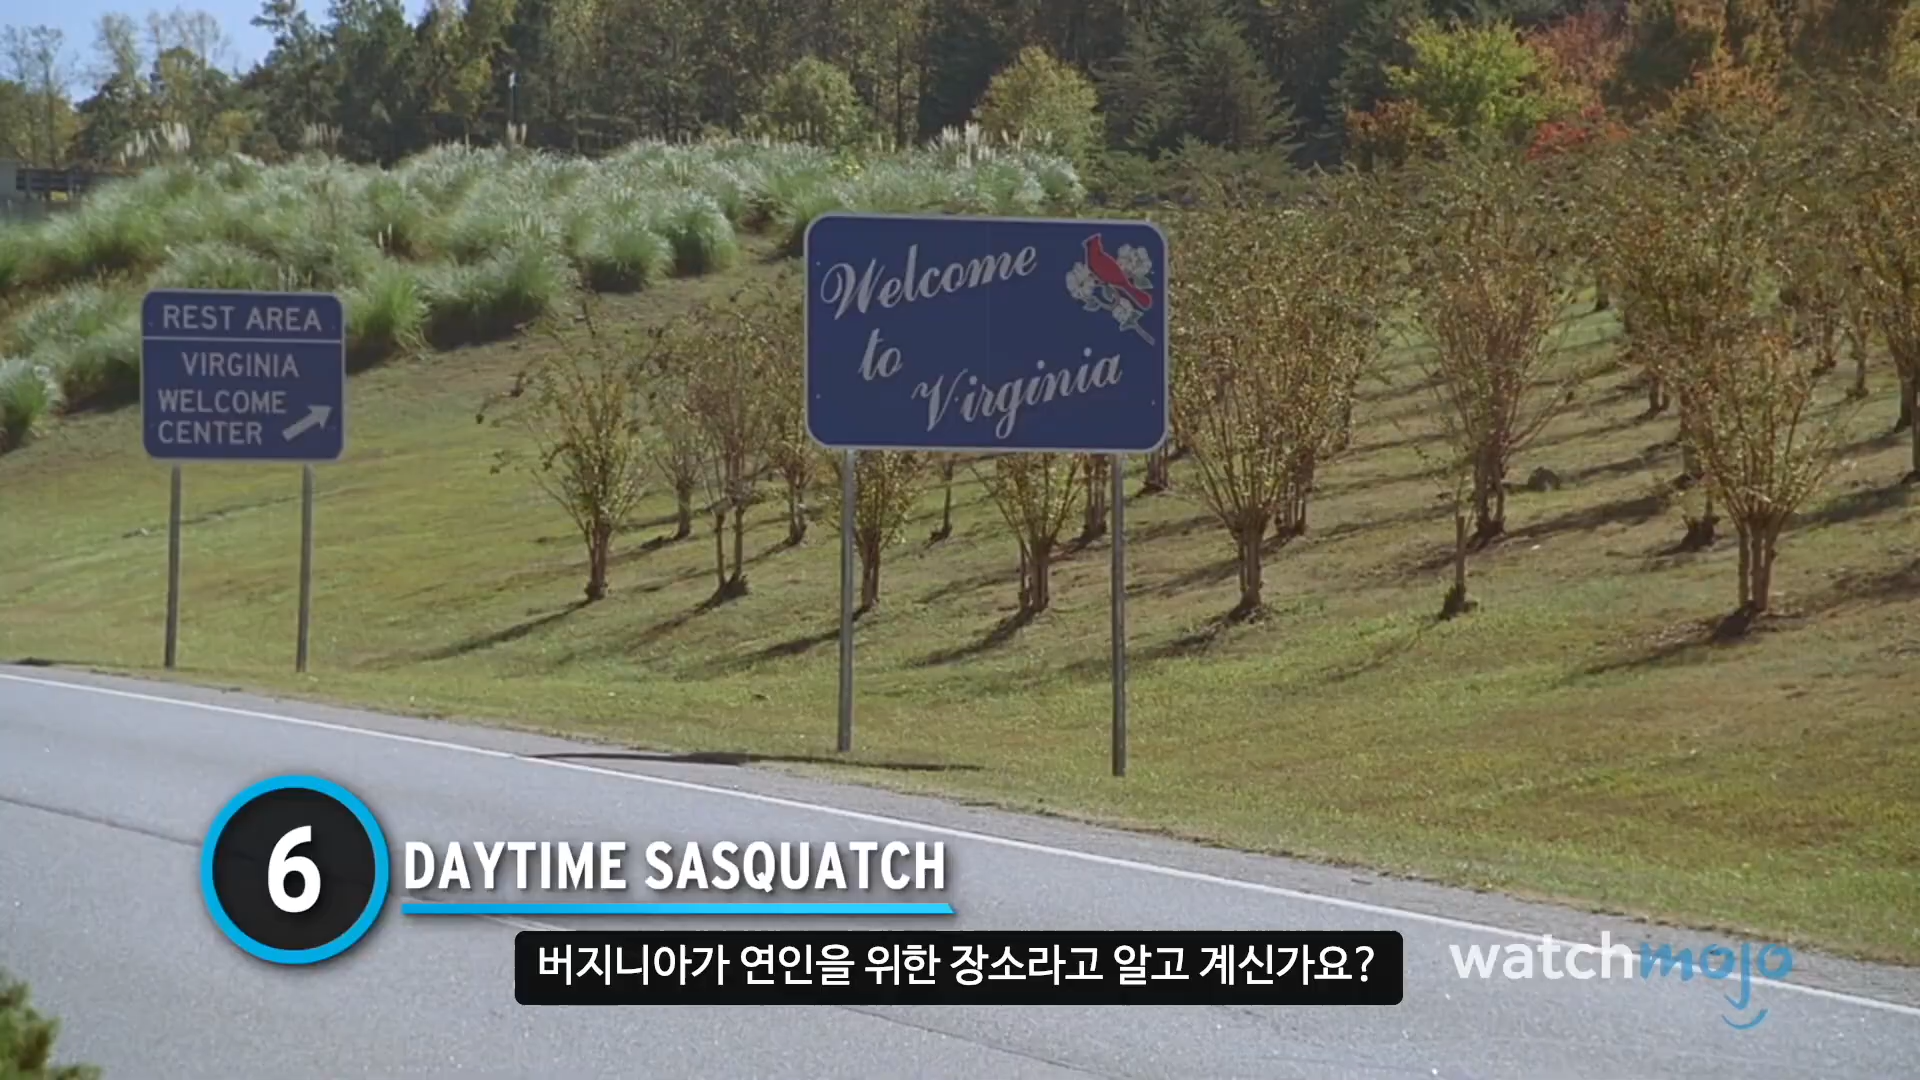 REST AREA
VIRGINIA
WELCOME
CENTER
Welcome
to
Virginia
6
DAYTIME SASQUATCH
버지니아가 연인을 위한 장소라고 알고 계신가요?
watchmojo